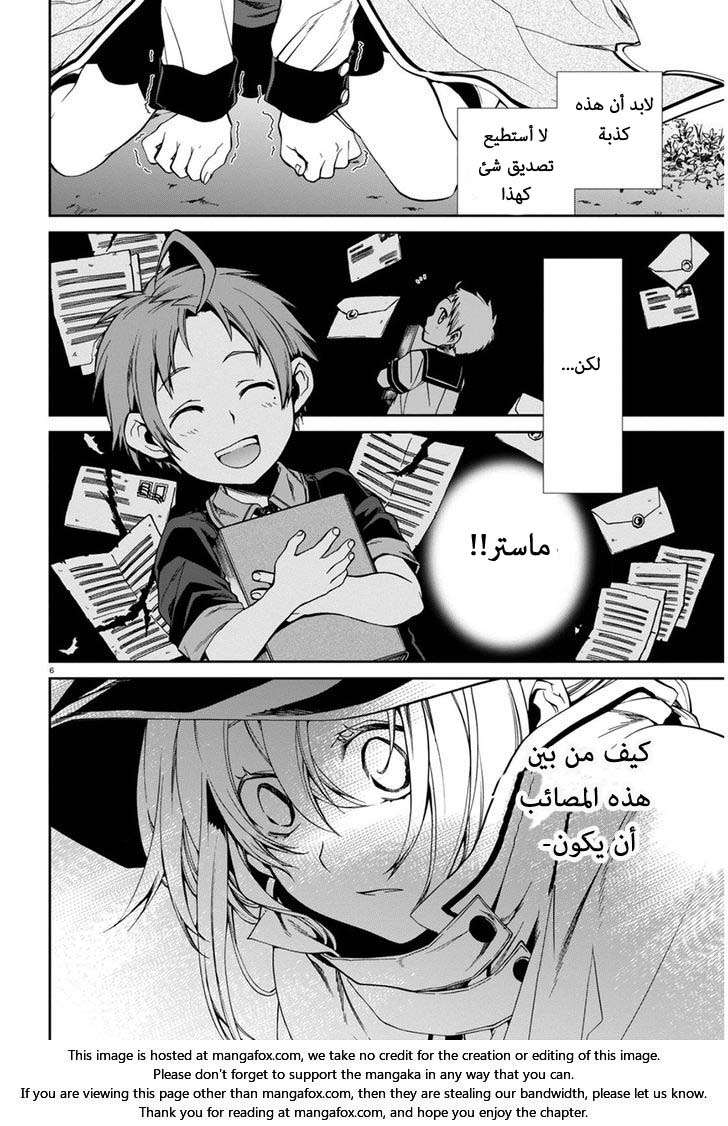 لابد أن هذه
كذبة
لا أستطيع
تصديق شئ
كهذا
لكن...
ماستر!!
6
كيف من بين
هذه المصائب
أن يكون-
This image is hosted at mangafox.com, we take no credit for the creation or editing of this image.
Please don't forget to support the mangaka in any way that you can.
If you are viewing this page other than mangafox.com, then they are stealing our bandwidth, please let us know.
Thank you for reading at mangafox.com, and hope you enjoy the chapter.